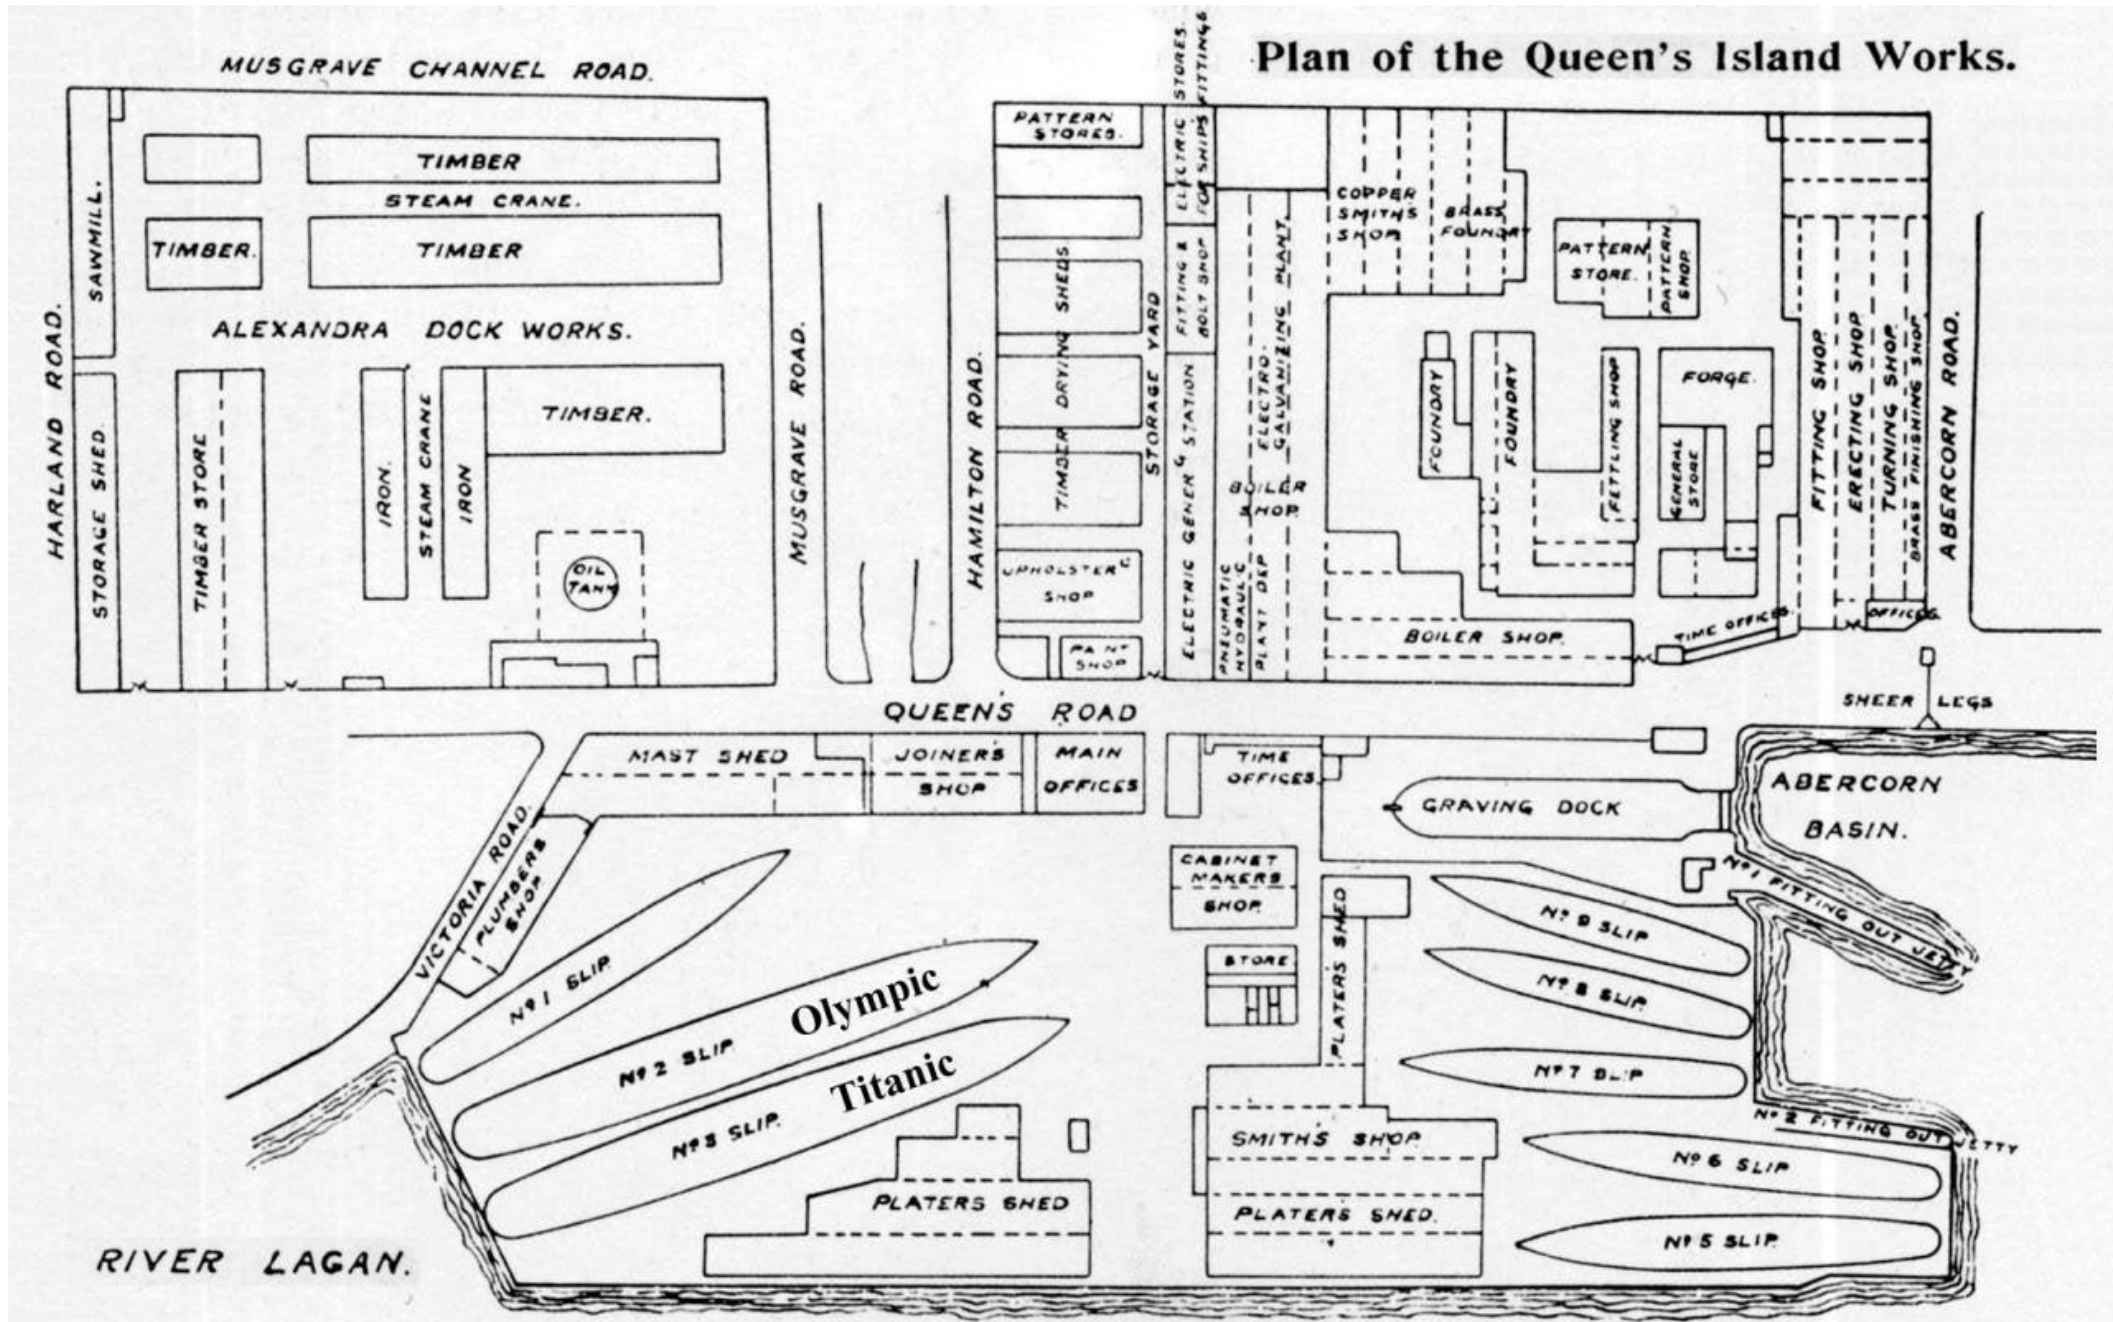 Plan of the Queen's Island Works.
MUSGRAVE CHANNEL ROAD.
HARLAND ROAD.
SAWMILL.
TIMBER
STEAM CRANE.
TIMBER.
TIMBER
ALEXANDRA DOCK WORKS.
STORAGE SHED.
TIMBER STORE
IRON.
STEAM CRANE
IRON
TIMBER.
OIL
TANK
MUSGRAVE ROAD.
HAMILTON ROAD.
PATTERN
STORES.
TIMBER DRYING SHEDS
STORAGE YARD
UPHOLSTERG
SHOP
PAINT
SHOP
ELECTRIC STORES
FOR SHIPS FITTINGS
FITTING &
BOLT SHOP
ELECTRIC GENERG STATION
PNEUMATIC
HYDRAULIC
PLANT DEP
ELECTRO.
GALVANIZING PLANT.
BOILER
SHOP.
COPPER
SMITH'S
SHOP
BRASS
FOUNDRY
PATTERN
STORE.
PATTERN
SHOP.
FOUNDRY
FOUNDRY
FETTLING SHOP
FORGE.
GENERAL
STORE
BOILER SHOP.
TIME OFFICES.
FITTING SHOP.
ERECTING SHOP
TURNING SHOP.
BRASS FINISHING SHOP
OFFICES.
ABERCORN ROAD.
QUEEN'S ROAD
SHEER LEGS
MAST SHED
JOINER'S
SHOP
MAIN
OFFICES
TIME
OFFICES.
GRAVING DOCK
ABERCORN
BASIN.
VICTORIA ROAD.
PLUMBERS
SHOP
CABINET
MAKERS
SHOP.
STORE
PLATERS SHED
Nº 1 FITTING OUT JETTY
Nº 9 SLIP
Nº 8 SLIP.
Nº 7 SLIP
Nº 2 FITTING OUT JETTY
Nº 6 SLIP
Nº 5 SLIP.
Nº 1 SLIP.
Nº 2 SLIP. Olympic
Nº 3 SLIP. Titanic
PLATERS SHED
SMITH'S SHOP.
PLATER'S SHED.
RIVER LAGAN.